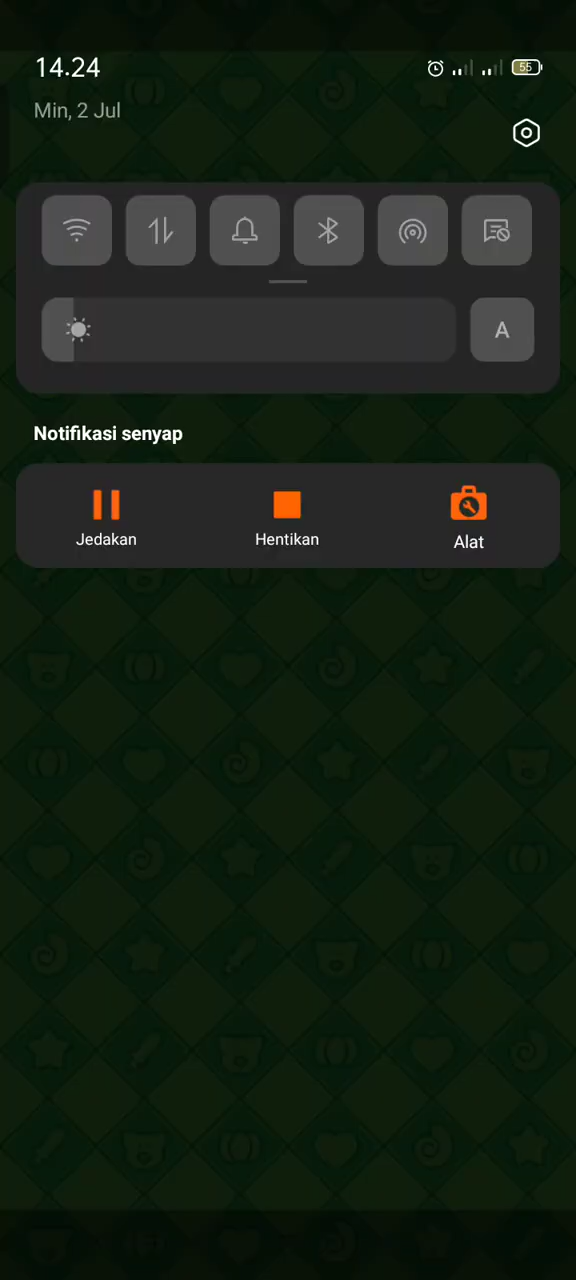 14.24
55
Min, 2 Jul
A
Notifikasi senyap
Jedakan
Hentikan
Alat